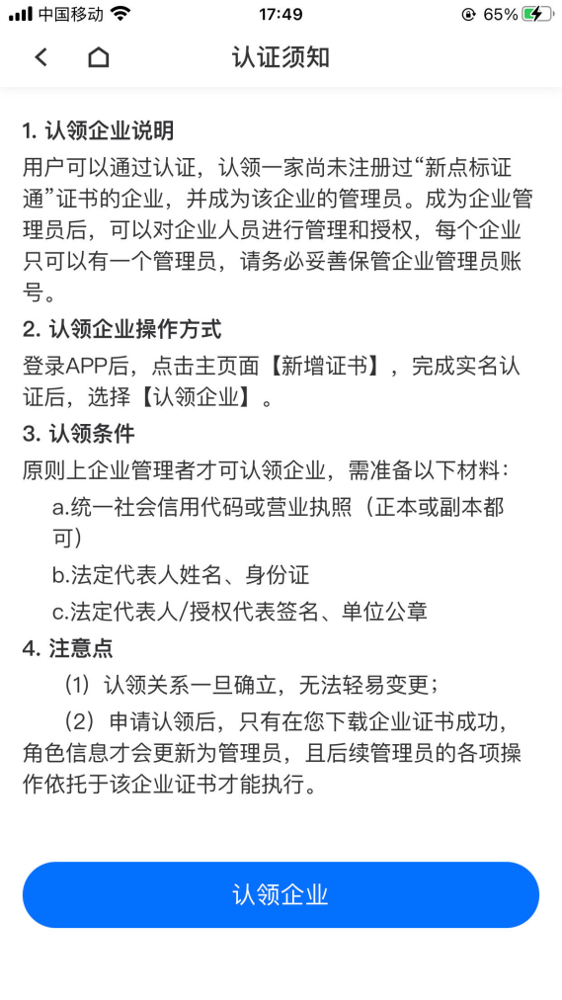 中国移动 17:49 65%
认证须知
1. 认领企业说明
用户可以通过认证，认领一家尚未注册过“新点标证
通”证书的企业，并成为该企业的管理员。成为企业管
理员后，可以对企业人员进行管理和授权，每个企业
只可以有一个管理员，请务必妥善保管企业管理员账
号。
2. 认领企业操作方式
登录APP后，点击主页面【新增证书】，完成实名认
证后，选择【认领企业】。
3. 认领条件
原则上企业管理者才可认领企业，需准备以下材料：
a.统一社会信用代码或营业执照（正本或副本都
可）
b.法定代表人姓名、身份证
c.法定代表人/授权代表签名、单位公章
4. 注意点
（1）认领关系一旦确立，无法轻易变更；
（2）申请认领后，只有在您下载企业证书成功，
角色信息才会更新为管理员，且后续管理员的各项操
作依托于该企业证书才能执行。
认领企业